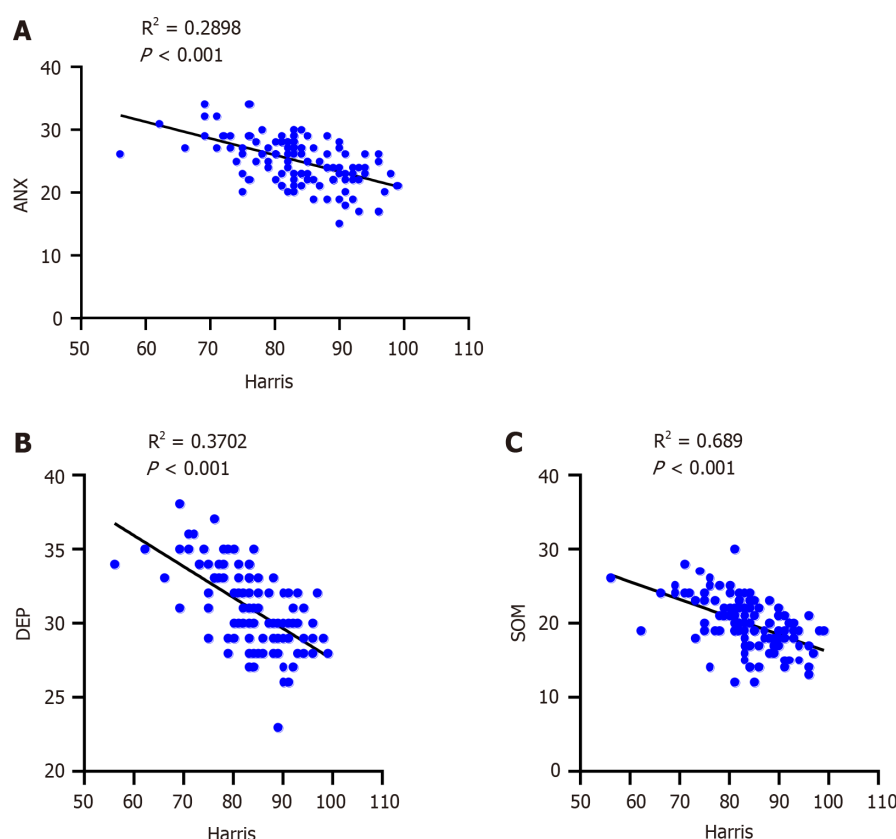 A
R² = 0.2898
P < 0.001
40
30
20
10
0
ANX
50 60 70 80 90 100 110
Harris
B
R² = 0.3702
P < 0.001
40
35
30
25
20
DEP
50 60 70 80 90 100 110
Harris
C
R² = 0.689
P < 0.001
40
30
20
10
0
SOM
50 60 70 80 90 100 110
Harris